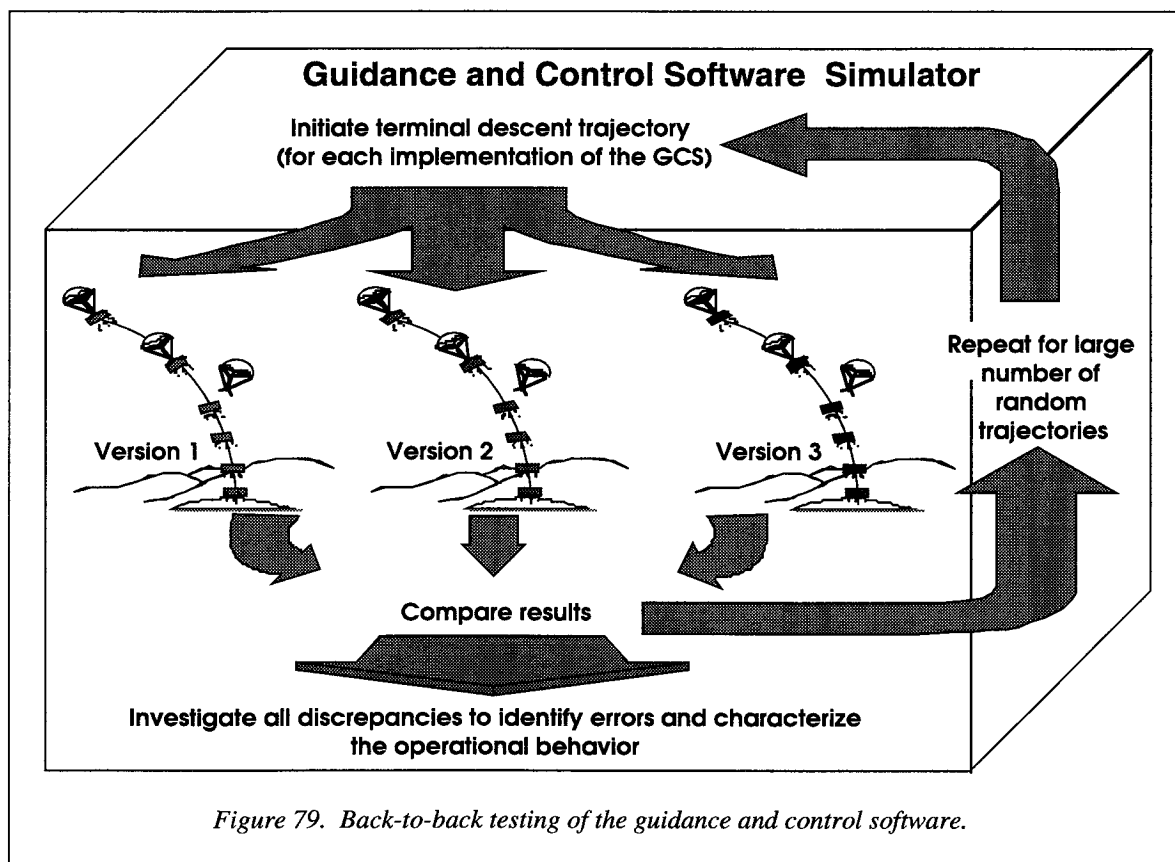 Guidance and Control Software Simulator
Initiate terminal descent trajectory
(for each implementation of the GCS)
Version 1
Version 2
Version 3
Repeat for large
number of
random
trajectories
Compare results
Investigate all discrepancies to identify errors and characterize
the operational behavior
Figure 79. Back-to-back testing of the guidance and control software.